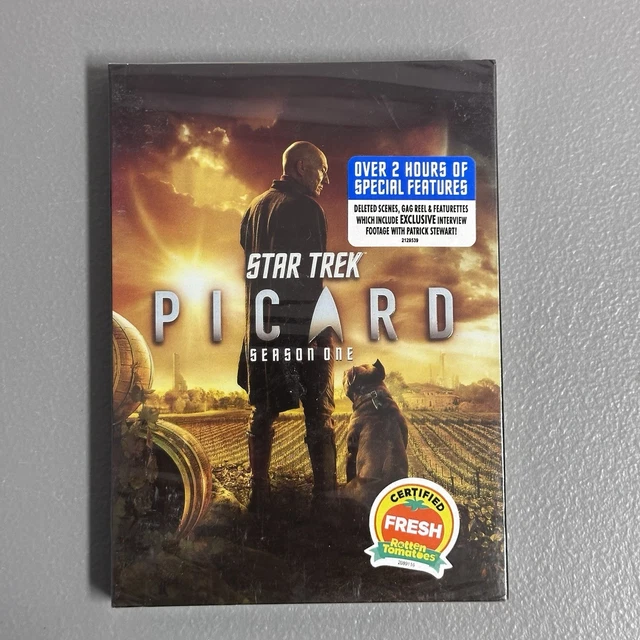 OVER 2 HOURS OF
SPECIAL FEATURES
DELETED SCENES, GAG REEL & FEATURETTES
WHICH INCLUDE EXCLUSIVE INTERVIEW
FOOTAGE WITH PATRICK STEWART!
2129539
STAR TREK
PICARD
SEASON ONE
CERTIFIED
FRESH
Rotten
Tomatoes